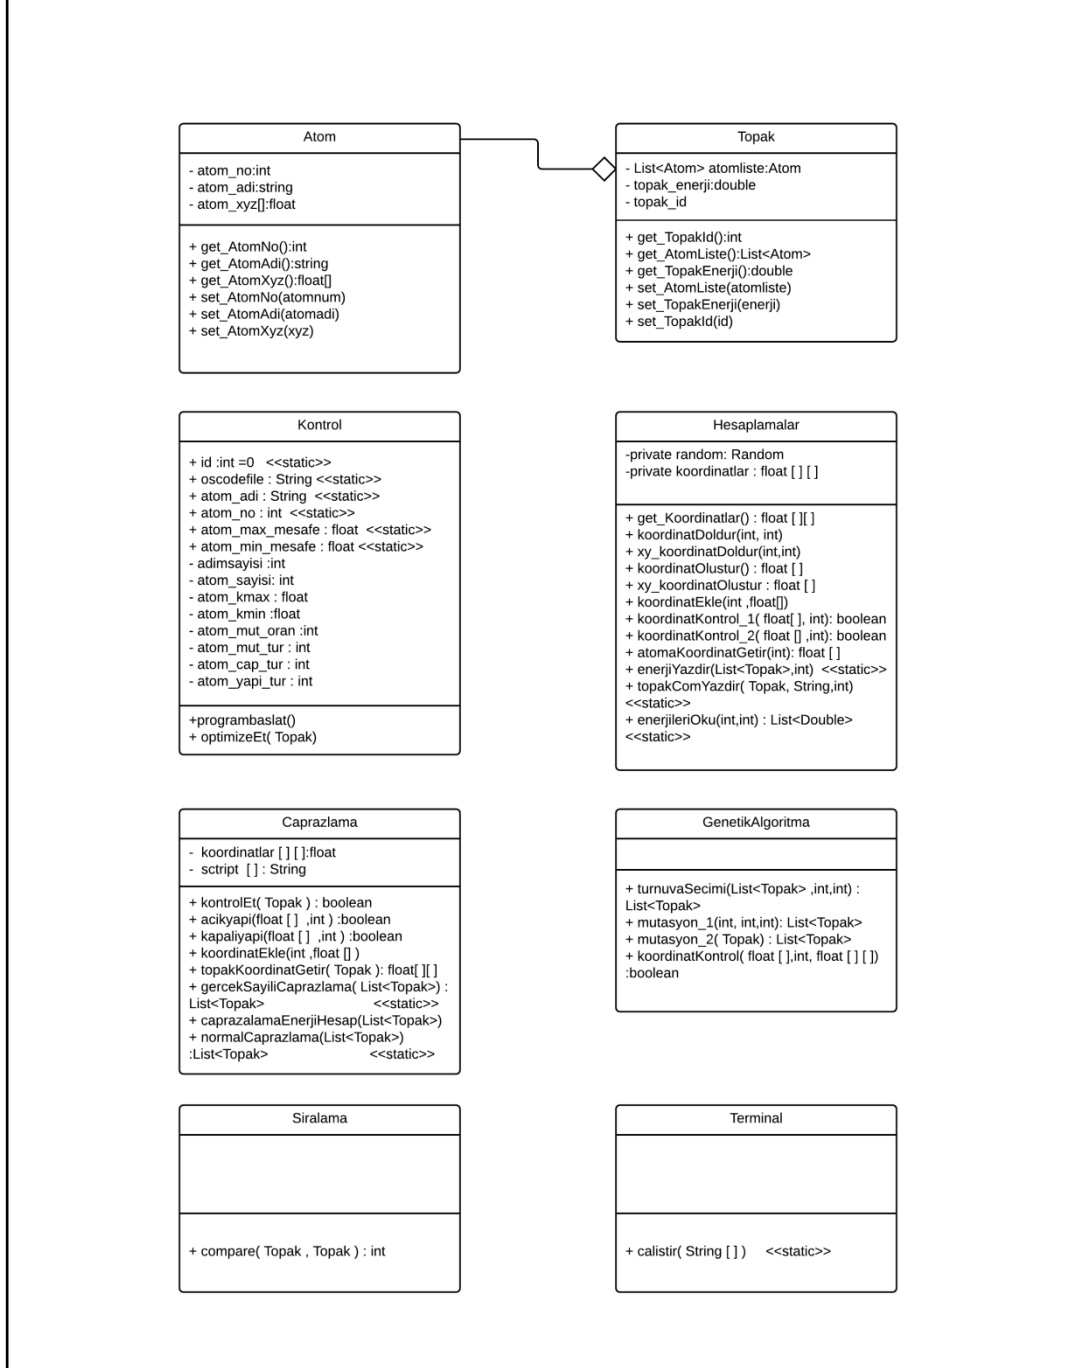 Atom
- atom_no:int
- atom_adi:string
- atom_xyz[]:float
+ get_AtomNo():int
+ get_AtomAdi():string
+ get_AtomXyz():float[]
+ set_AtomNo(atomnum)
+ set_AtomAdi(atomadi)
+ set_AtomXyz(xyz)
Topak
- List<Atom> atomliste:Atom
- topak_enerji:double
- topak_id
+ get_TopakId():int
+ get_AtomListe():List<Atom>
+ get_TopakEnerji():double
+ set_AtomListe(atomliste)
+ set_TopakEnerji(enerji)
+ set_TopakId(id)
Kontrol
+ id :int =0   <<static>>
+ oscodefile : String <<static>>
+ atom_adi : String  <<static>>
+ atom_no : int  <<static>>
+ atom_max_mesafe : float  <<static>>
+ atom_min_mesafe : float <<static>>
- adimsayisi :int
- atom_sayisi: int
- atom_kmax : float
- atom_kmin :float
- atom_mut_oran :int
- atom_mut_tur : int
- atom_cap_tur : int
- atom_yapi_tur : int
+programbaslat()
+ optimizeEt( Topak)
Hesaplamalar
-private random: Random
-private koordinatlar : float [ ] [ ]
+ get_Koordinatlar() : float [ ][ ]
+ koordinatDoldur(int, int)
+ xy_koordinatDoldur(int,int)
+ koordinatOlustur() : float [ ]
+ xy_koordinatOlustur : float [ ]
+ koordinatEkle(int ,float[])
+ koordinatKontrol_1( float[ ], int): boolean
+ koordinatKontrol_2( float [] ,int): boolean
+ atomaKoordinatGetir(int): float [ ]
+ enerjiYazdir(List<Topak>,int)  <<static>>
+ topakComYazdir( Topak, String,int)
<<static>>
+ enerjileriOku(int,int) : List<Double>
<<static>>
Caprazlama
-  koordinatlar [ ] [ ]:float
-  sctript  [ ] : String
+ kontrolEt( Topak ) : boolean
+ acikyapi(float [ ]  ,int ) :boolean
+ kapaliyapi(float [ ]  ,int ) :boolean
+ koordinatEkle(int ,float [] )
+ topakKoordinatGetir( Topak ): float[ ][ ]
+ gercekSayiliCaprazlama( List<Topak>) :
List<Topak>                            <<static>>
+ caprazalamaEnerjiHesap(List<Topak>)
+ normalCaprazlama(List<Topak>)
:List<Topak>                          <<static>>
GenetikAlgoritma
+ turnuvaSecimi(List<Topak> ,int,int) :
List<Topak>
+ mutasyon_1(int, int,int): List<Topak>
+ mutasyon_2( Topak) : List<Topak>
+ koordinatKontrol( float [ ],int, float [ ] [ ])
:boolean
Siralama
+ compare( Topak , Topak ) : int
Terminal
+ calistir( String [ ] )     <<static>>